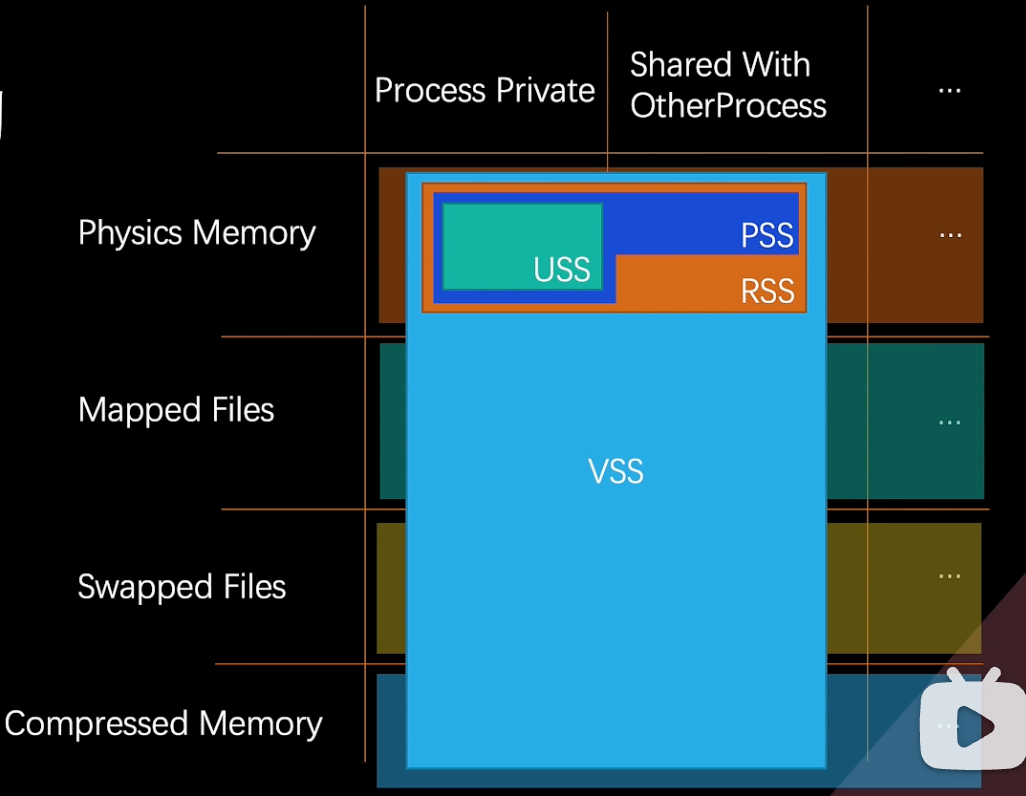 Process Private
Shared With
OtherProcess
...
Physics Memory
USS
PSS
RSS
...
Mapped Files
...
VSS
Swapped Files
...
Compressed Memory
...